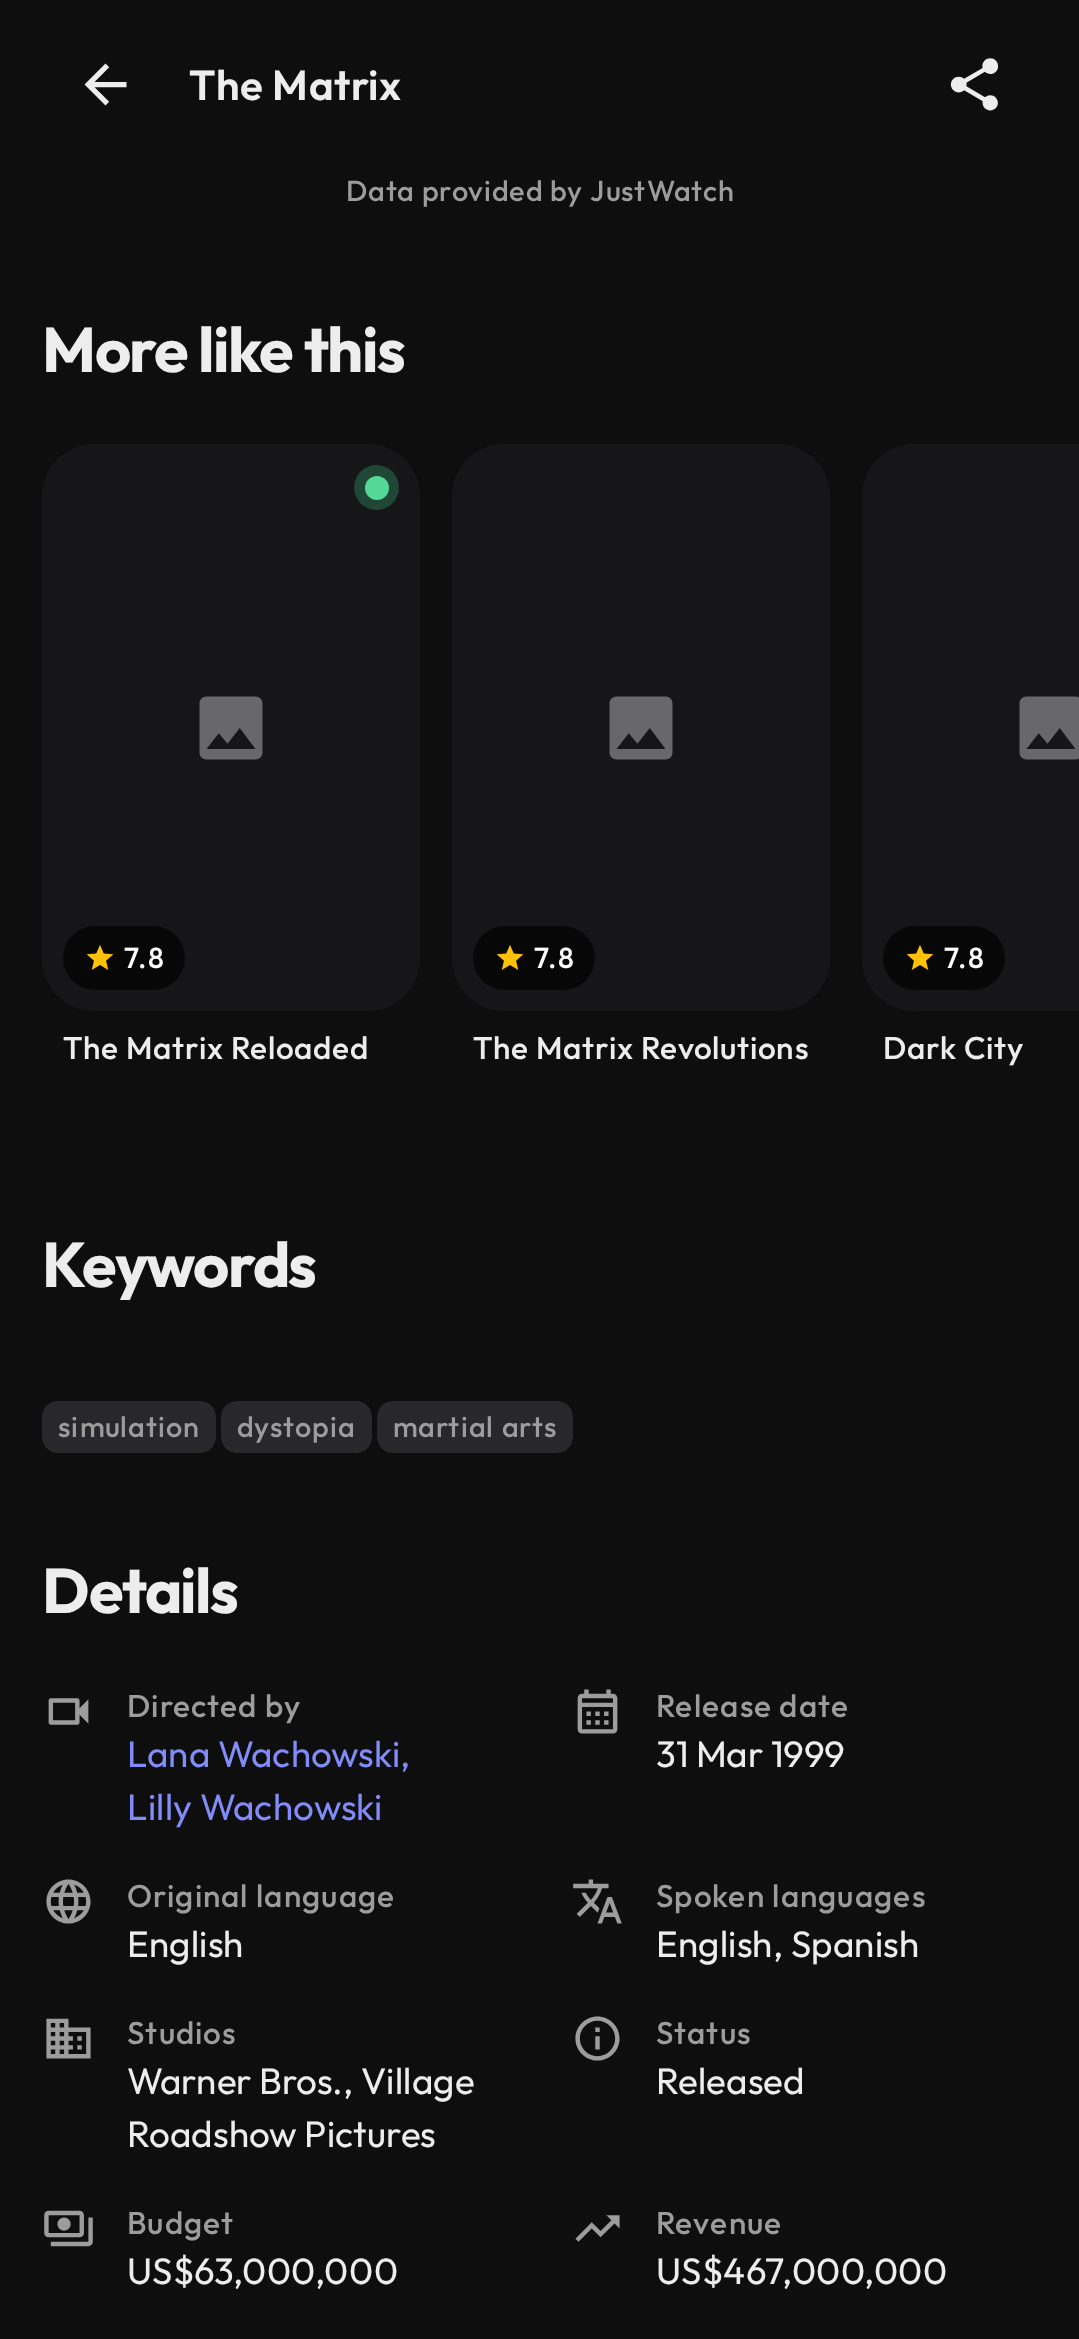 The Matrix
Data provided by JustWatch
More like this
7.8
7.8
7.8
The Matrix Reloaded
The Matrix Revolutions
Dark City
Keywords
simulation
dystopia
martial arts
Details
Directed by
Lana Wachowski,
Lilly Wachowski
Release date
31 Mar 1999
Original language
English
Spoken languages
English, Spanish
Studios
Warner Bros., Village
Roadshow Pictures
Status
Released
Budget
US$63,000,000
Revenue
US$467,000,000